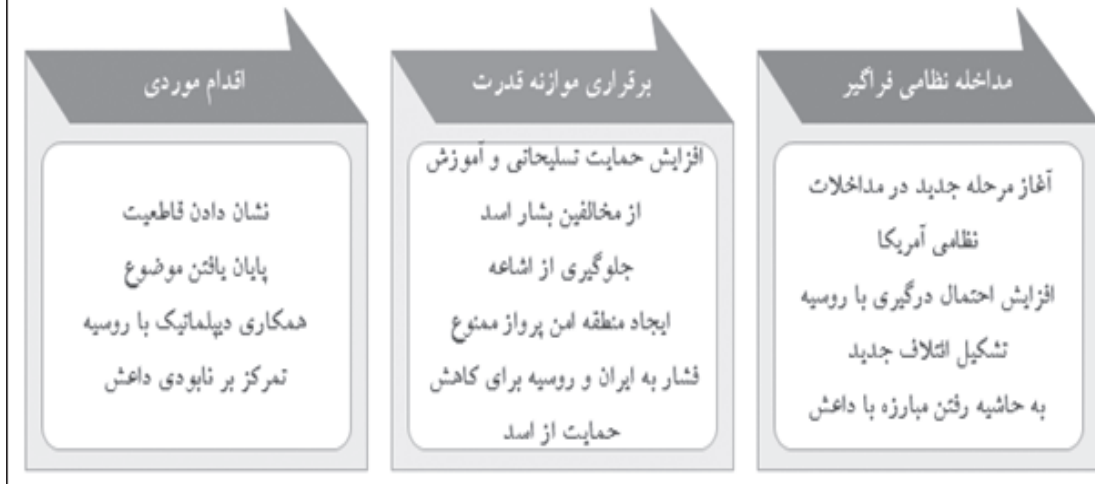 مداخله نظامی فراگیر
آغاز مرحله جدید در مداخلات
نظامی آمریکا
افزایش احتمال درگیری با روسیه
تشکیل ائتلاف جدید
به حاشیه رفتن مبارزه با داعش
برقراری موازنه قدرت
افزایش حمایت تسلیحاتی و آموزش
از مخالفین بشار اسد
جلوگیری از اشاعه
ایجاد منطقه امن پرواز ممنوع
فشار به ایران و روسیه برای کاهش
حمایت از اسد
اقدام موردی
نشان دادن قاطعیت
پایان یافتن موضوع
همکاری دیپلماتیک با روسیه
تمرکز بر نابودی داعش